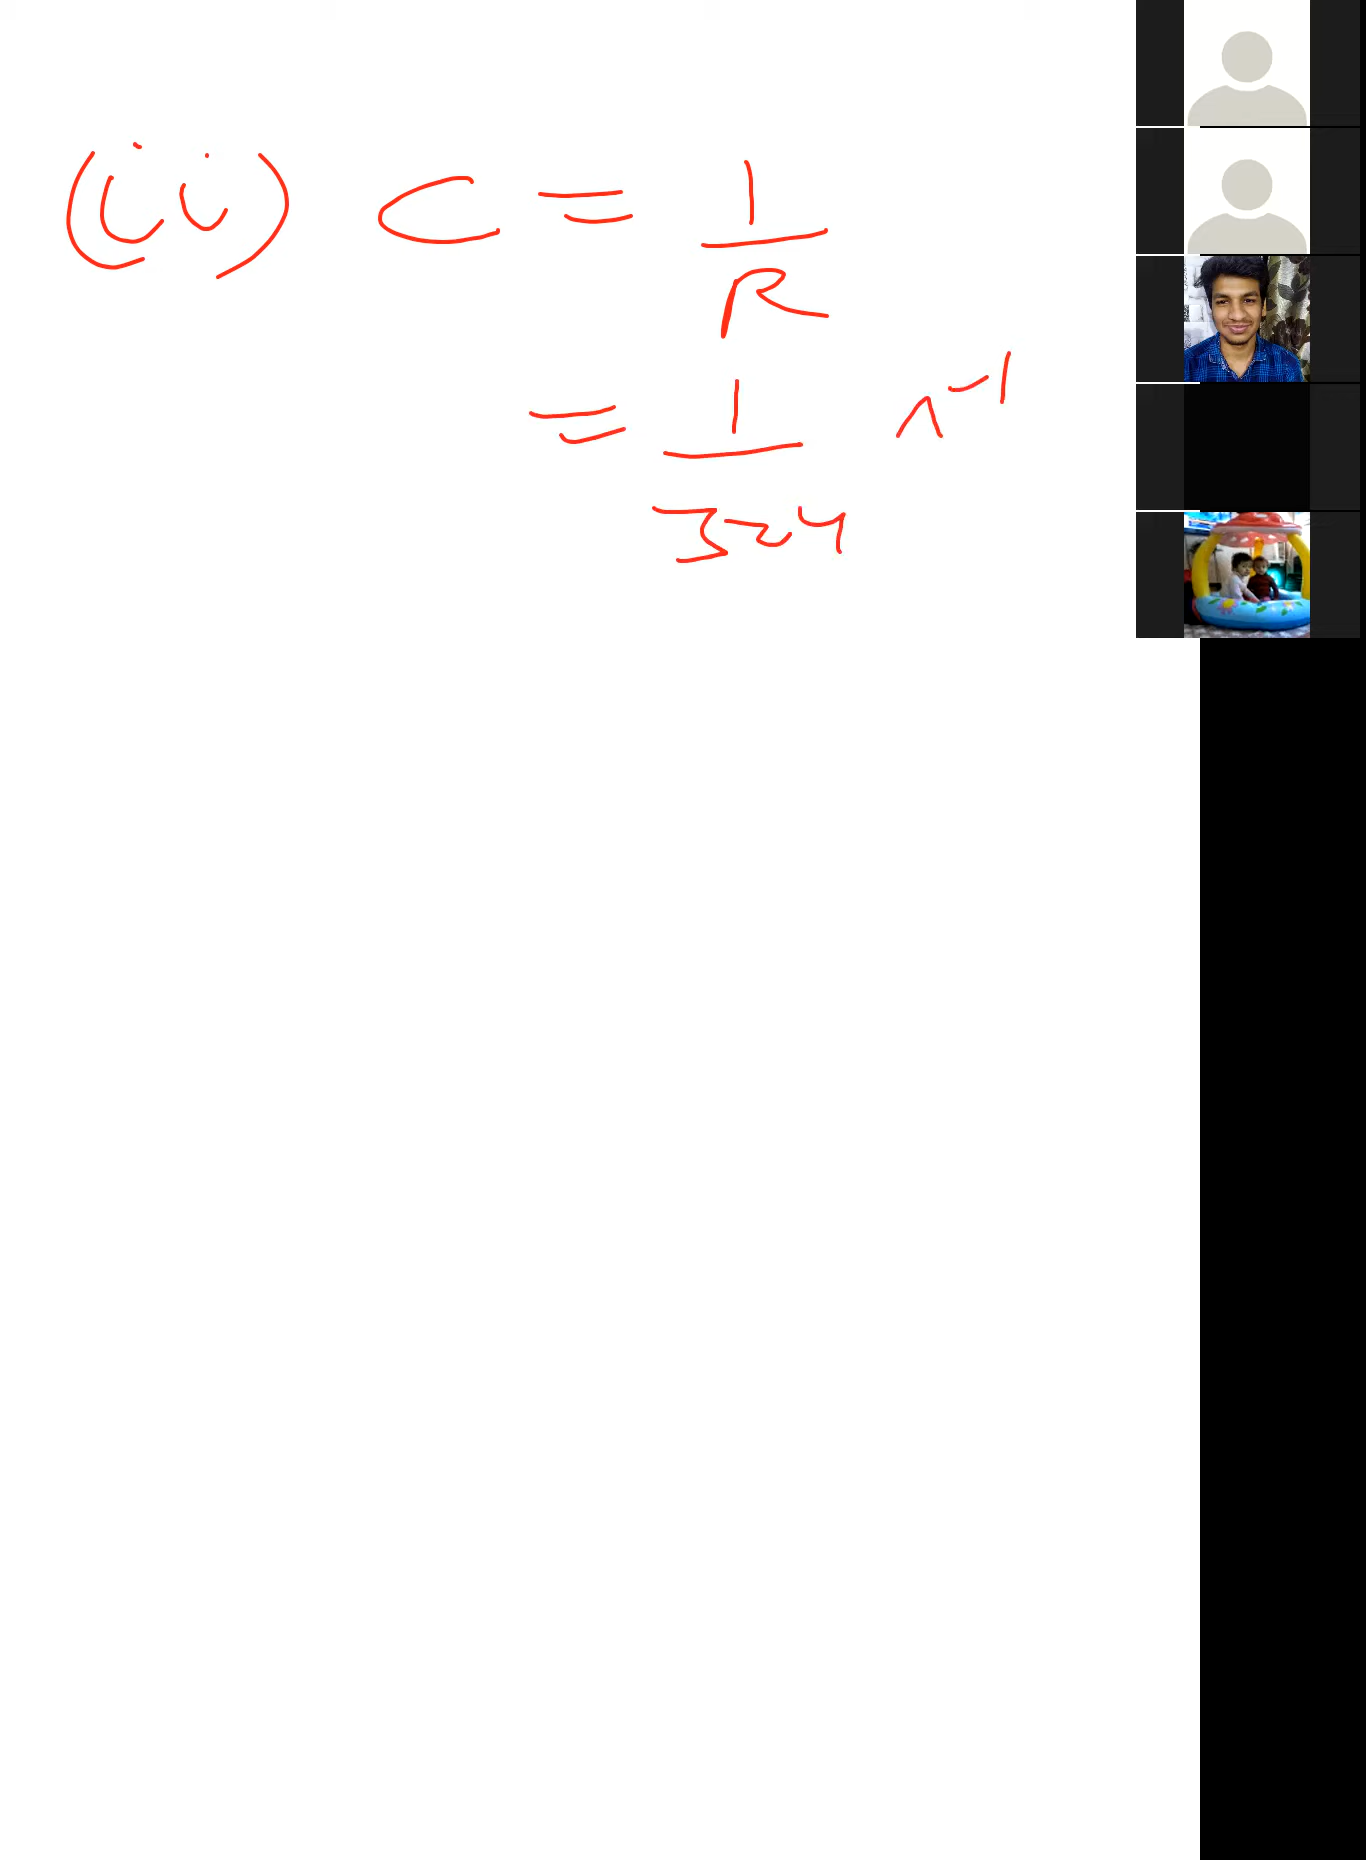 (ii) C = 1/R
= 1/324 Λ⁻¹